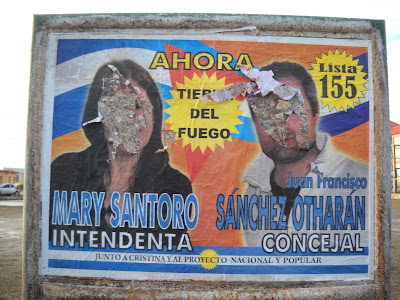 AHORA
Lista
155
TIERRA
DEL
FUEGO
Juan Francisco
MARY SANTORO
SÁNCHEZ OTHARÁN
INTENDENTA
CONCEJAL
JUNTO A CRISTINA Y AL PROYECTO NACIONAL Y POPULAR